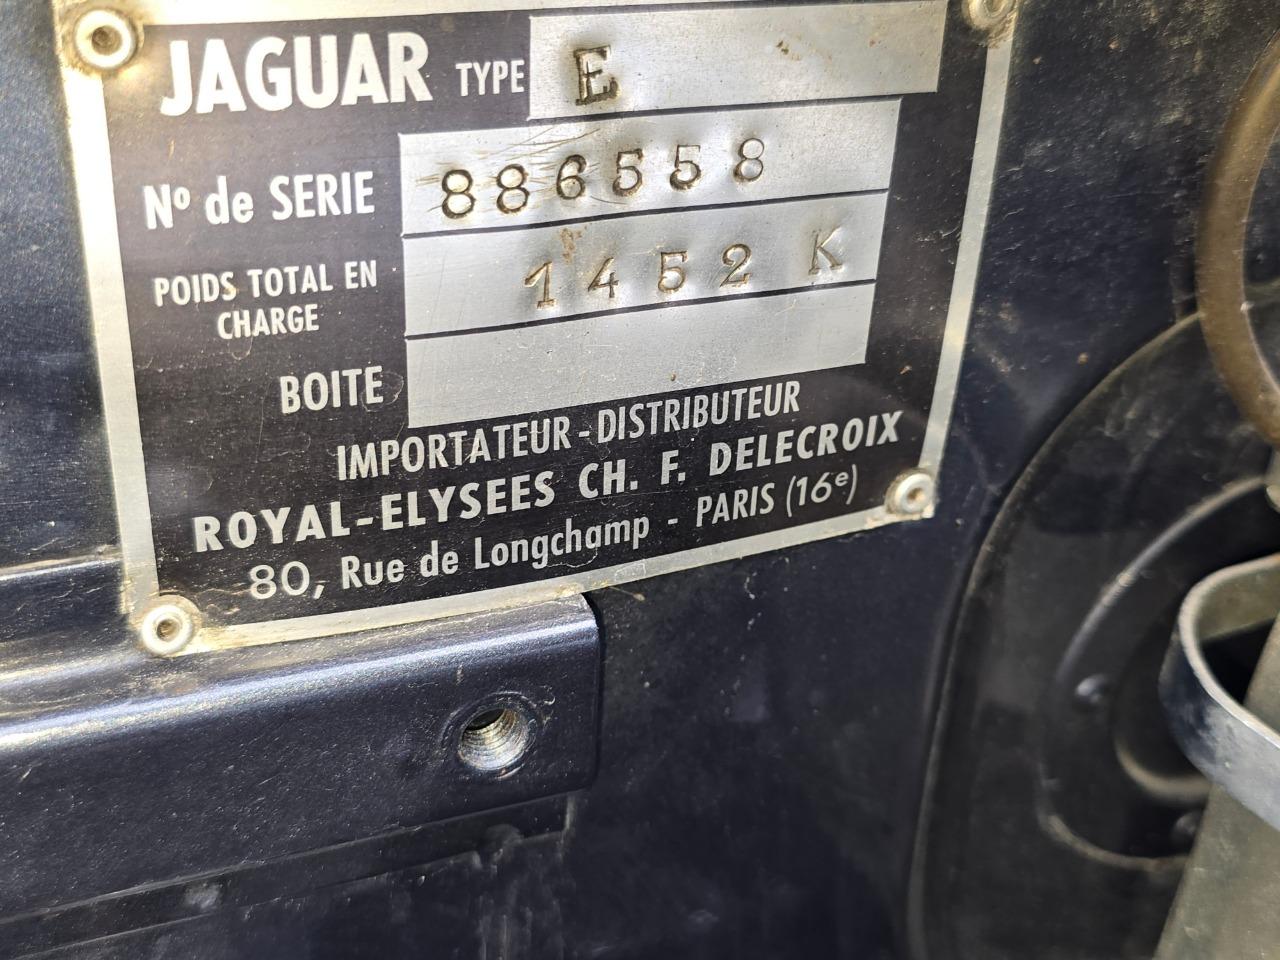 JAGUAR TYPE E
Nº de SERIE 886558
POIDS TOTAL EN
CHARGE 1452 K
BOITE
IMPORTATEUR-DISTRIBUTEUR
ROYAL-ELYSEES CH. F. DELECROIX
80, Rue de Longchamp - PARIS (16e)